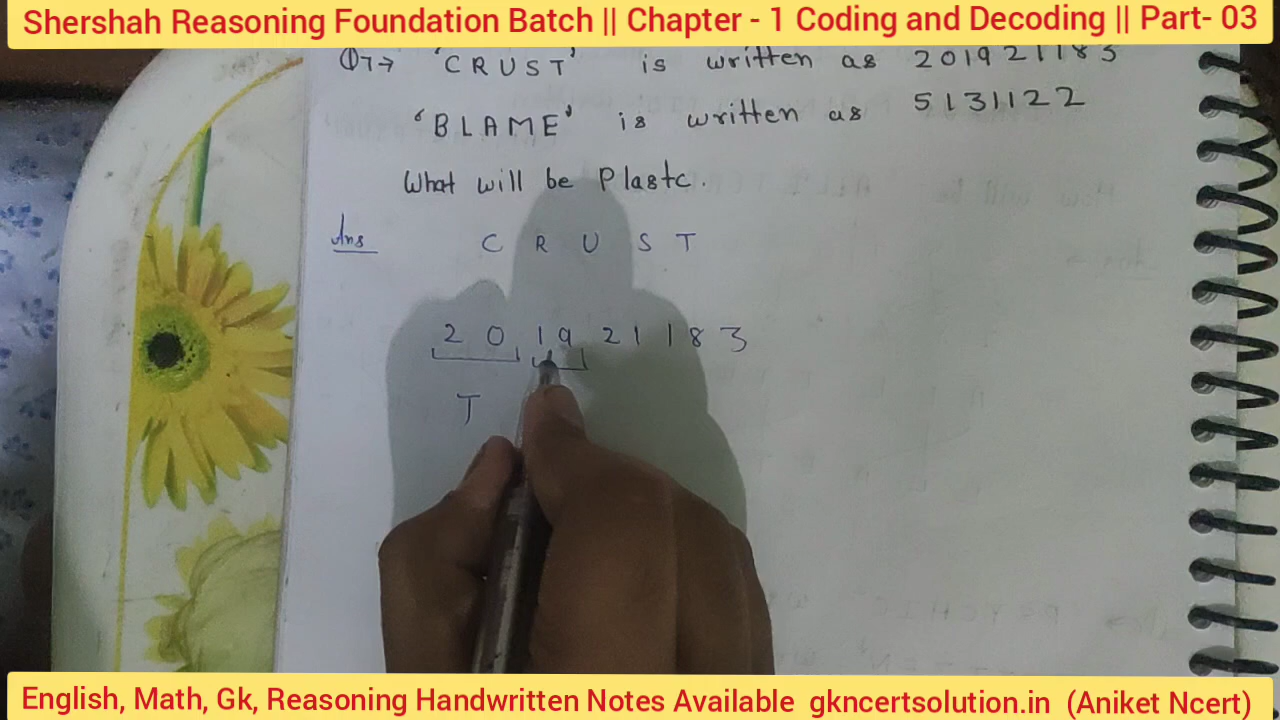 Shershah Reasoning Foundation Batch || Chapter - 1 Coding and Decoding || Part- 03
Q7→ 'CRUST' is written as 201921183
'BLAME' is written as 5131122
What will be Plastc.
Ans C R U S T
2 0 1 9 2 1 1 8 3
T
English, Math, Gk, Reasoning Handwritten Notes Available gkncertsolution.in (Aniket Ncert)